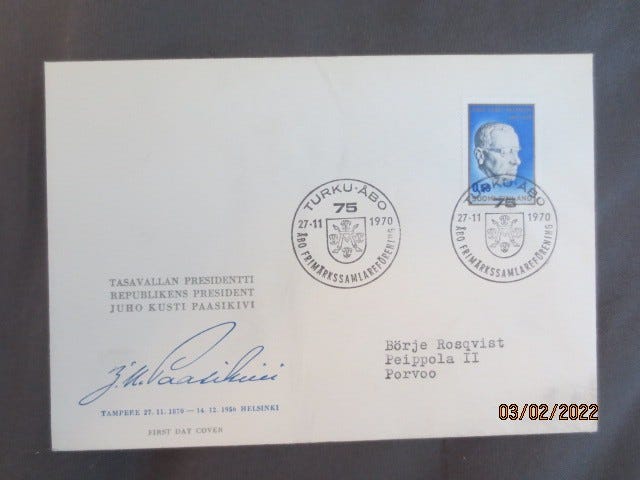 TURKU-ÅBO
75
27-11 1970
ÅBO FRIMÄRKSSAMLAREFÖRENING
TURKU-ÅBO
75
27-11 1970
ÅBO FRIMÄRKSSAMLAREFÖRENING
TASAVALLAN PRESIDENTTI
REPUBLIKENS PRESIDENT
JUHO KUSTI PAASIKIVI
J.K. Paasikivi
TAMPERE 27. 11. 1870 — 14. 12. 1956 HELSINKI
FIRST DAY COVER
Börje Rosqvist
Peippola II
Porvoo
03/02/2022